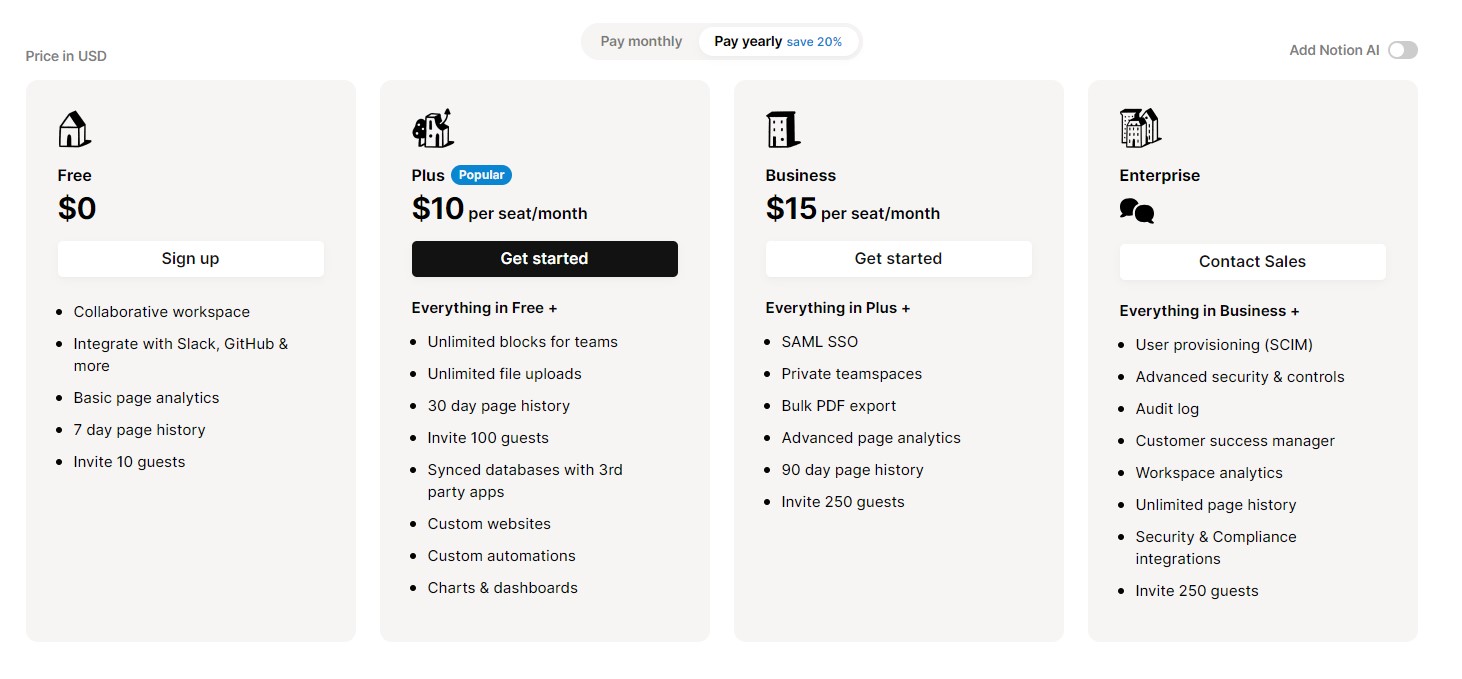 Pay monthly
Pay yearly save 20%
Price in USD
Add Notion AI
Free
$0
Sign up
Collaborative workspace
Integrate with Slack, GitHub &
more
Basic page analytics
7 day page history
Invite 10 guests
Plus Popular
$10 per seat/month
Get started
Everything in Free +
Unlimited blocks for teams
Unlimited file uploads
30 day page history
Invite 100 guests
Synced databases with 3rd
party apps
Custom websites
Custom automations
Charts & dashboards
Business
$15 per seat/month
Get started
Everything in Plus +
SAML SSO
Private teamspaces
Bulk PDF export
Advanced page analytics
90 day page history
Invite 250 guests
Enterprise
Contact Sales
Everything in Business +
User provisioning (SCIM)
Advanced security & controls
Audit log
Customer success manager
Workspace analytics
Unlimited page history
Security & Compliance
integrations
Invite 250 guests